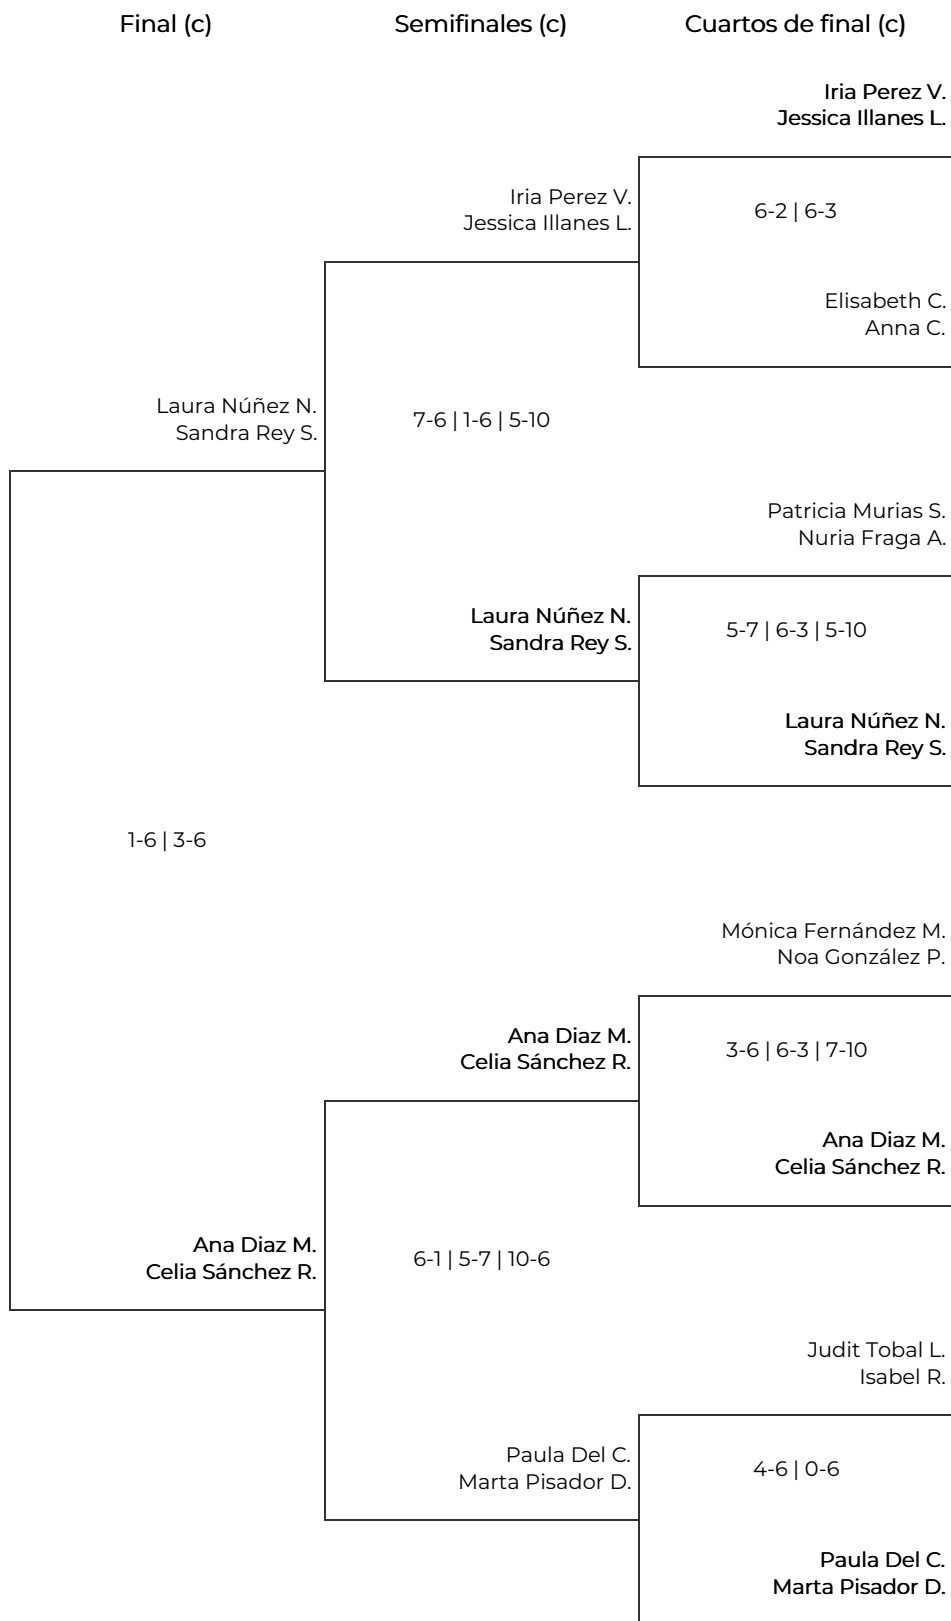 Final (c)
Semifinales (c)
Cuartos de final (c)
Iria Perez V.
Jessica Illanes L.
Iria Perez V.
Jessica Illanes L.
6-2 | 6-3
Elisabeth C.
Anna C.
Laura Núñez N.
Sandra Rey S.
7-6 | 1-6 | 5-10
Patricia Murias S.
Nuria Fraga A.
Laura Núñez N.
Sandra Rey S.
5-7 | 6-3 | 5-10
Laura Núñez N.
Sandra Rey S.
1-6 | 3-6
Mónica Fernández M.
Noa González P.
Ana Diaz M.
Celia Sánchez R.
3-6 | 6-3 | 7-10
Ana Diaz M.
Celia Sánchez R.
Ana Diaz M.
Celia Sánchez R.
6-1 | 5-7 | 10-6
Judit Tobal L.
Isabel R.
Paula Del C.
Marta Pisador D.
4-6 | 0-6
Paula Del C.
Marta Pisador D.